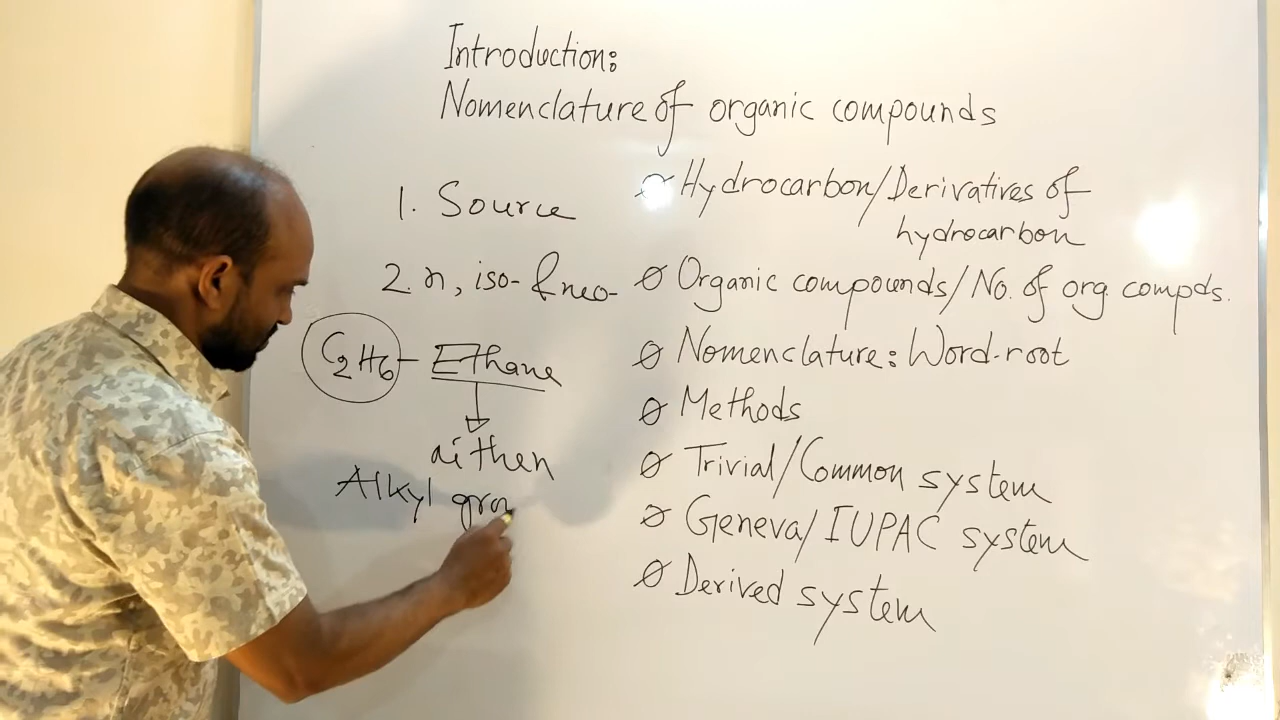 Introduction:
Nomenclature of organic compounds
1. Source
2. n, iso- & neo-
C2H6 - Ethane
aithen
Alkyl gro
Ø Hydrocarbon/Derivatives of
hydrocarbon
Ø Organic compounds/No. of org. compds.
Ø Nomenclature: Word-root
Ø Methods
Ø Trivial/Common system
Ø Geneva/IUPAC system
Ø Derived system